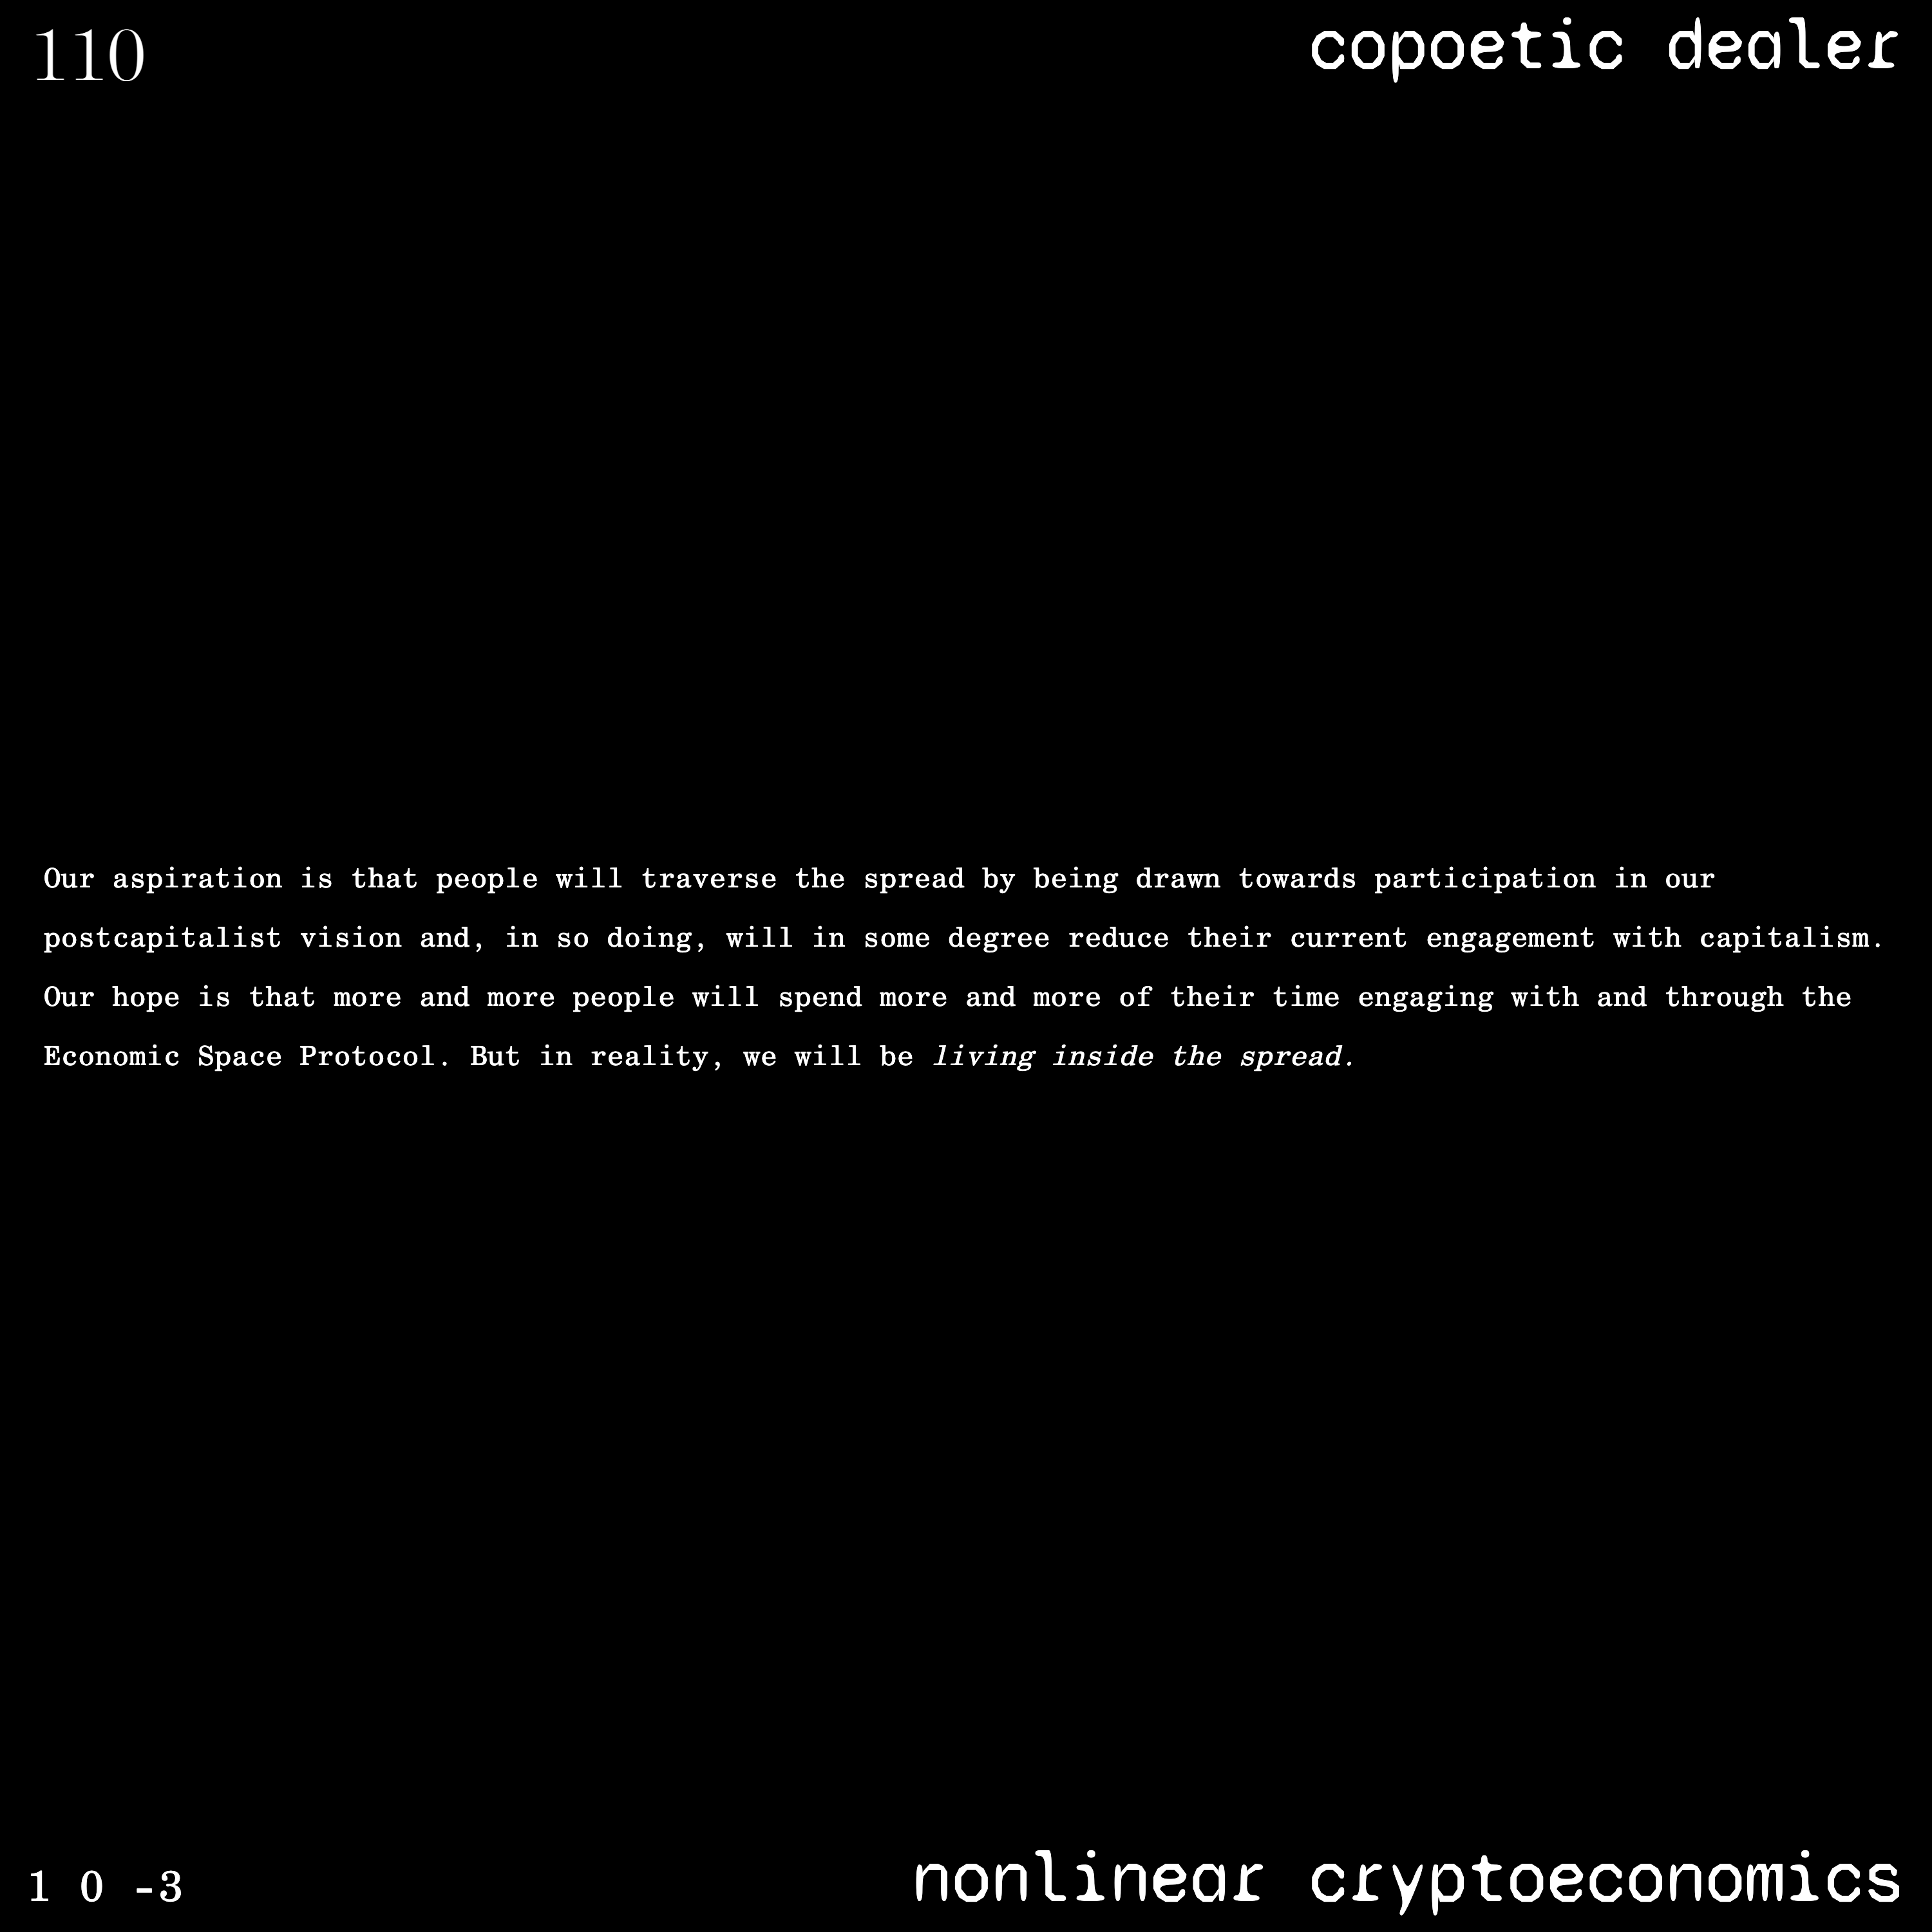 110
copoetic dealer
Our aspiration is that people will traverse the spread by being drawn towards participation in our
postcapitalist vision and, in so doing, will in some degree reduce their current engagement with capitalism.
Our hope is that more and more people will spend more and more of their time engaging with and through the
Economic Space Protocol. But in reality, we will be living inside the spread.
1 0 -3
nonlinear cryptoeconomics